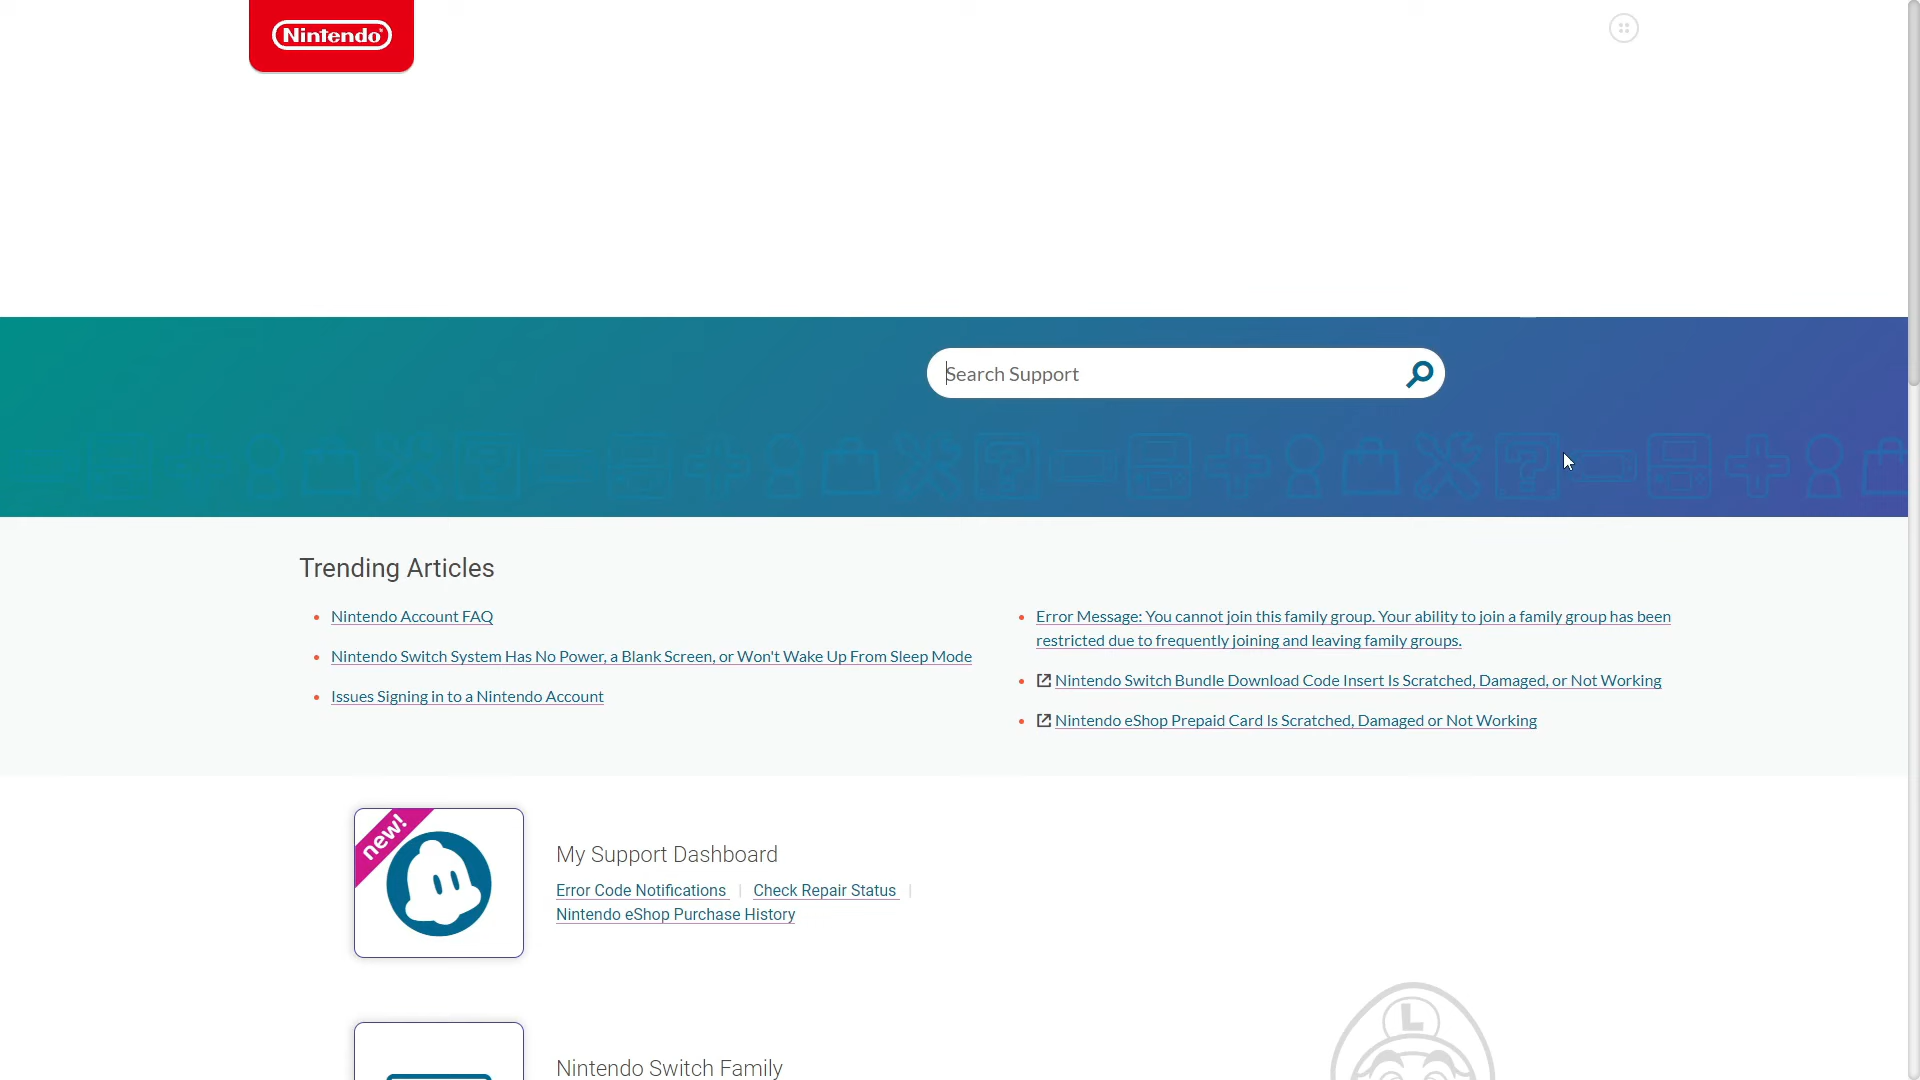 Nintendo
Search Support
Trending Articles
Nintendo Account FAQ
Nintendo Switch System Has No Power, a Blank Screen, or Won't Wake Up From Sleep Mode
Issues Signing in to a Nintendo Account
Error Message: You cannot join this family group. Your ability to join a family group has been
restricted due to frequently joining and leaving family groups.
Nintendo Switch Bundle Download Code Insert Is Scratched, Damaged, or Not Working
Nintendo eShop Prepaid Card Is Scratched, Damaged or Not Working
new!
My Support Dashboard
Error Code Notifications | Check Repair Status |
Nintendo eShop Purchase History
Nintendo Switch Family
L